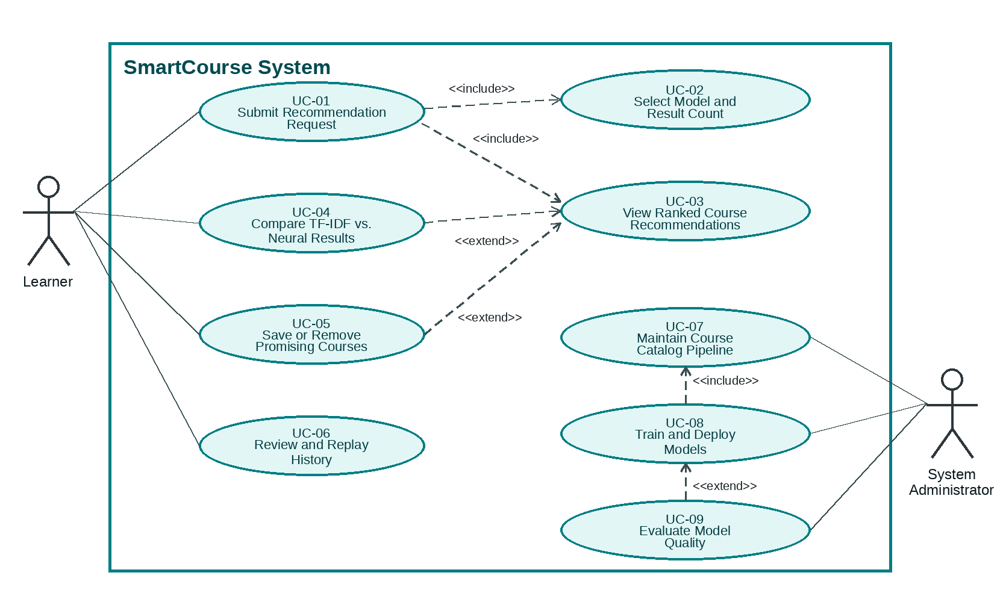 SmartCourse System
UC-01
Submit Recommendation
Request
<<include>>
UC-02
Select Model and
Result Count
<<include>>
UC-04
Compare TF-IDF vs.
Neural Results
UC-03
View Ranked Course
Recommendations
<<extend>>
Learner
UC-05
Save or Remove
Promising Courses
<<extend>>
UC-07
Maintain Course
Catalog Pipeline
<<include>>
UC-06
Review and Replay
History
UC-08
Train and Deploy
Models
System
Administrator
<<extend>>
UC-09
Evaluate Model
Quality